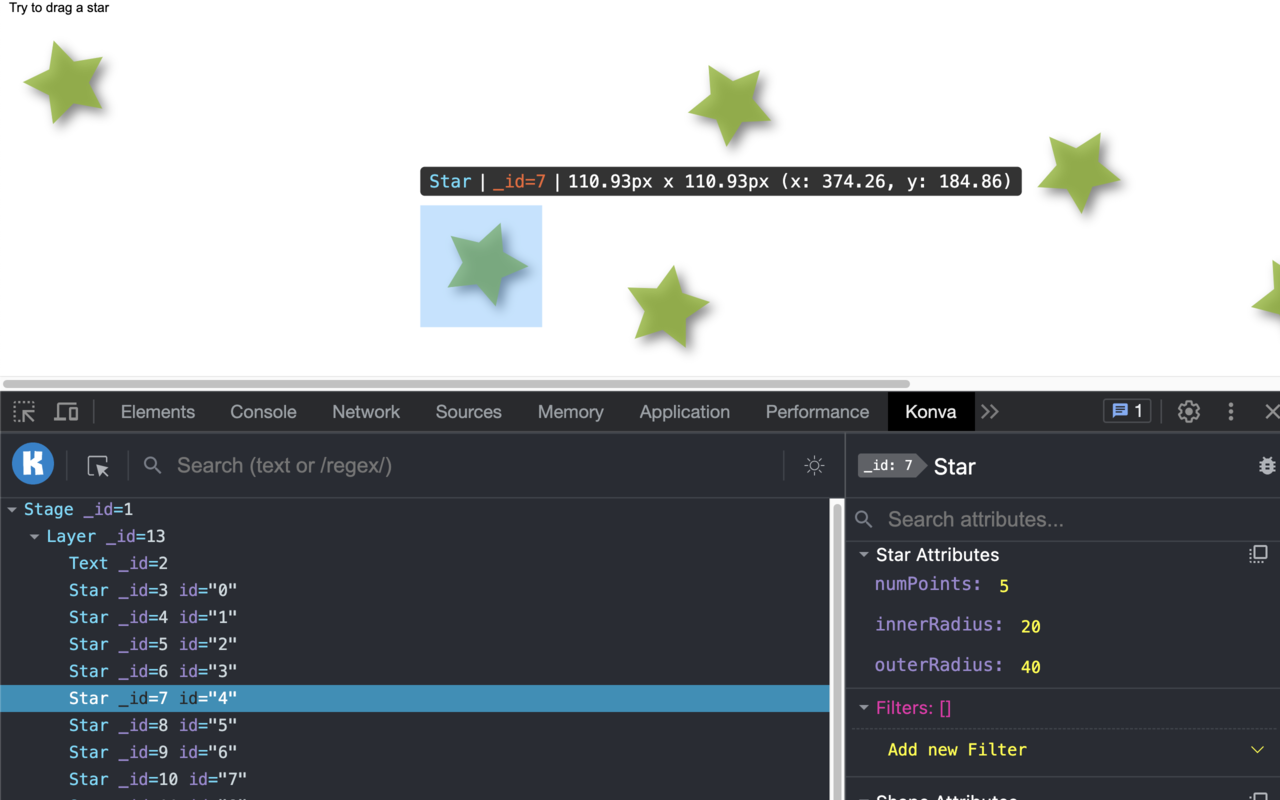 Try to drag a star
Star | _id=7 | 110.93px x 110.93px (x: 374.26, y: 184.86)
Elements Console Network Sources Memory Application Performance Konva 1
K Search (text or /regex/) _id: 7 Star
Stage _id=1
Layer _id=13
Text _id=2
Star _id=3 id="0"
Star _id=4 id="1"
Star _id=5 id="2"
Star _id=6 id="3"
Star _id=7 id="4"
Star _id=8 id="5"
Star _id=9 id="6"
Star _id=10 id="7"
Search attributes...
Star Attributes
numPoints: 5
innerRadius: 20
outerRadius: 40
Filters: []
Add new Filter
Shape Attributes